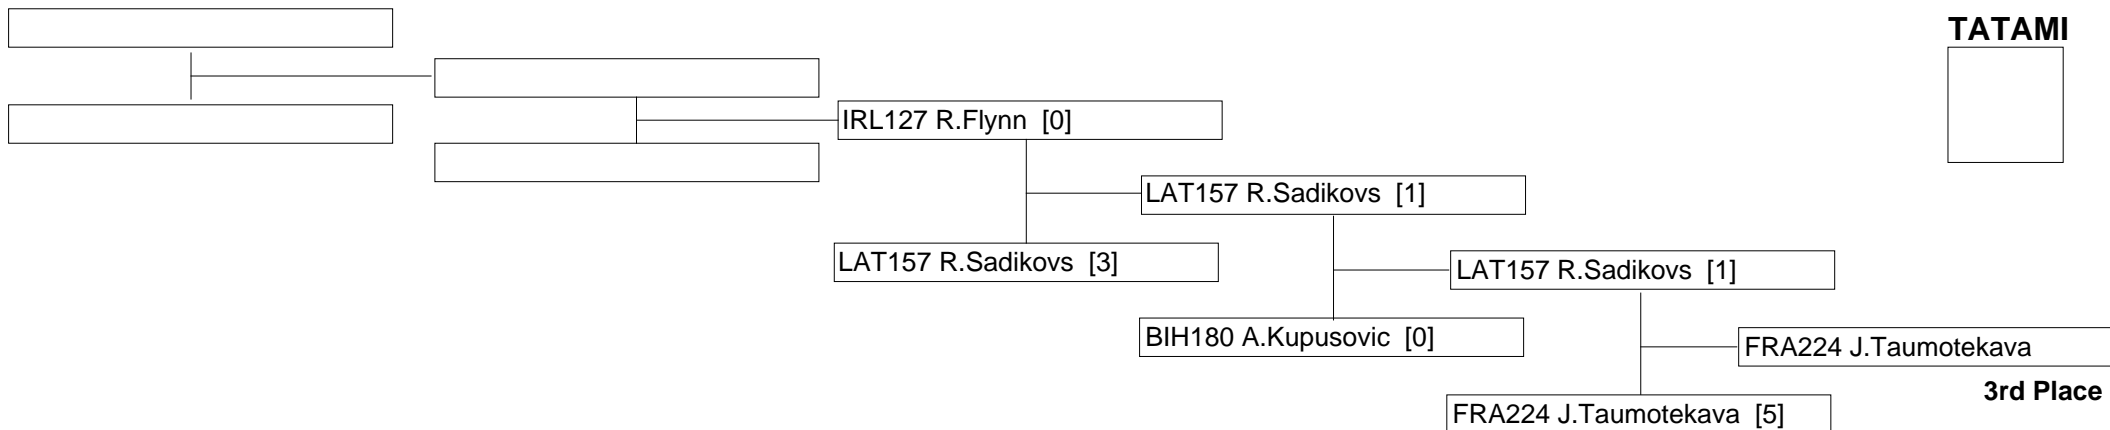 TATAMI
IRL127 R.Flynn [0]
LAT157 R.Sadikovs [1]
LAT157 R.Sadikovs [3]
LAT157 R.Sadikovs [1]
BIH180 A.Kupusovic [0]
FRA224 J.Taumotekava
3rd Place
FRA224 J.Taumotekava [5]